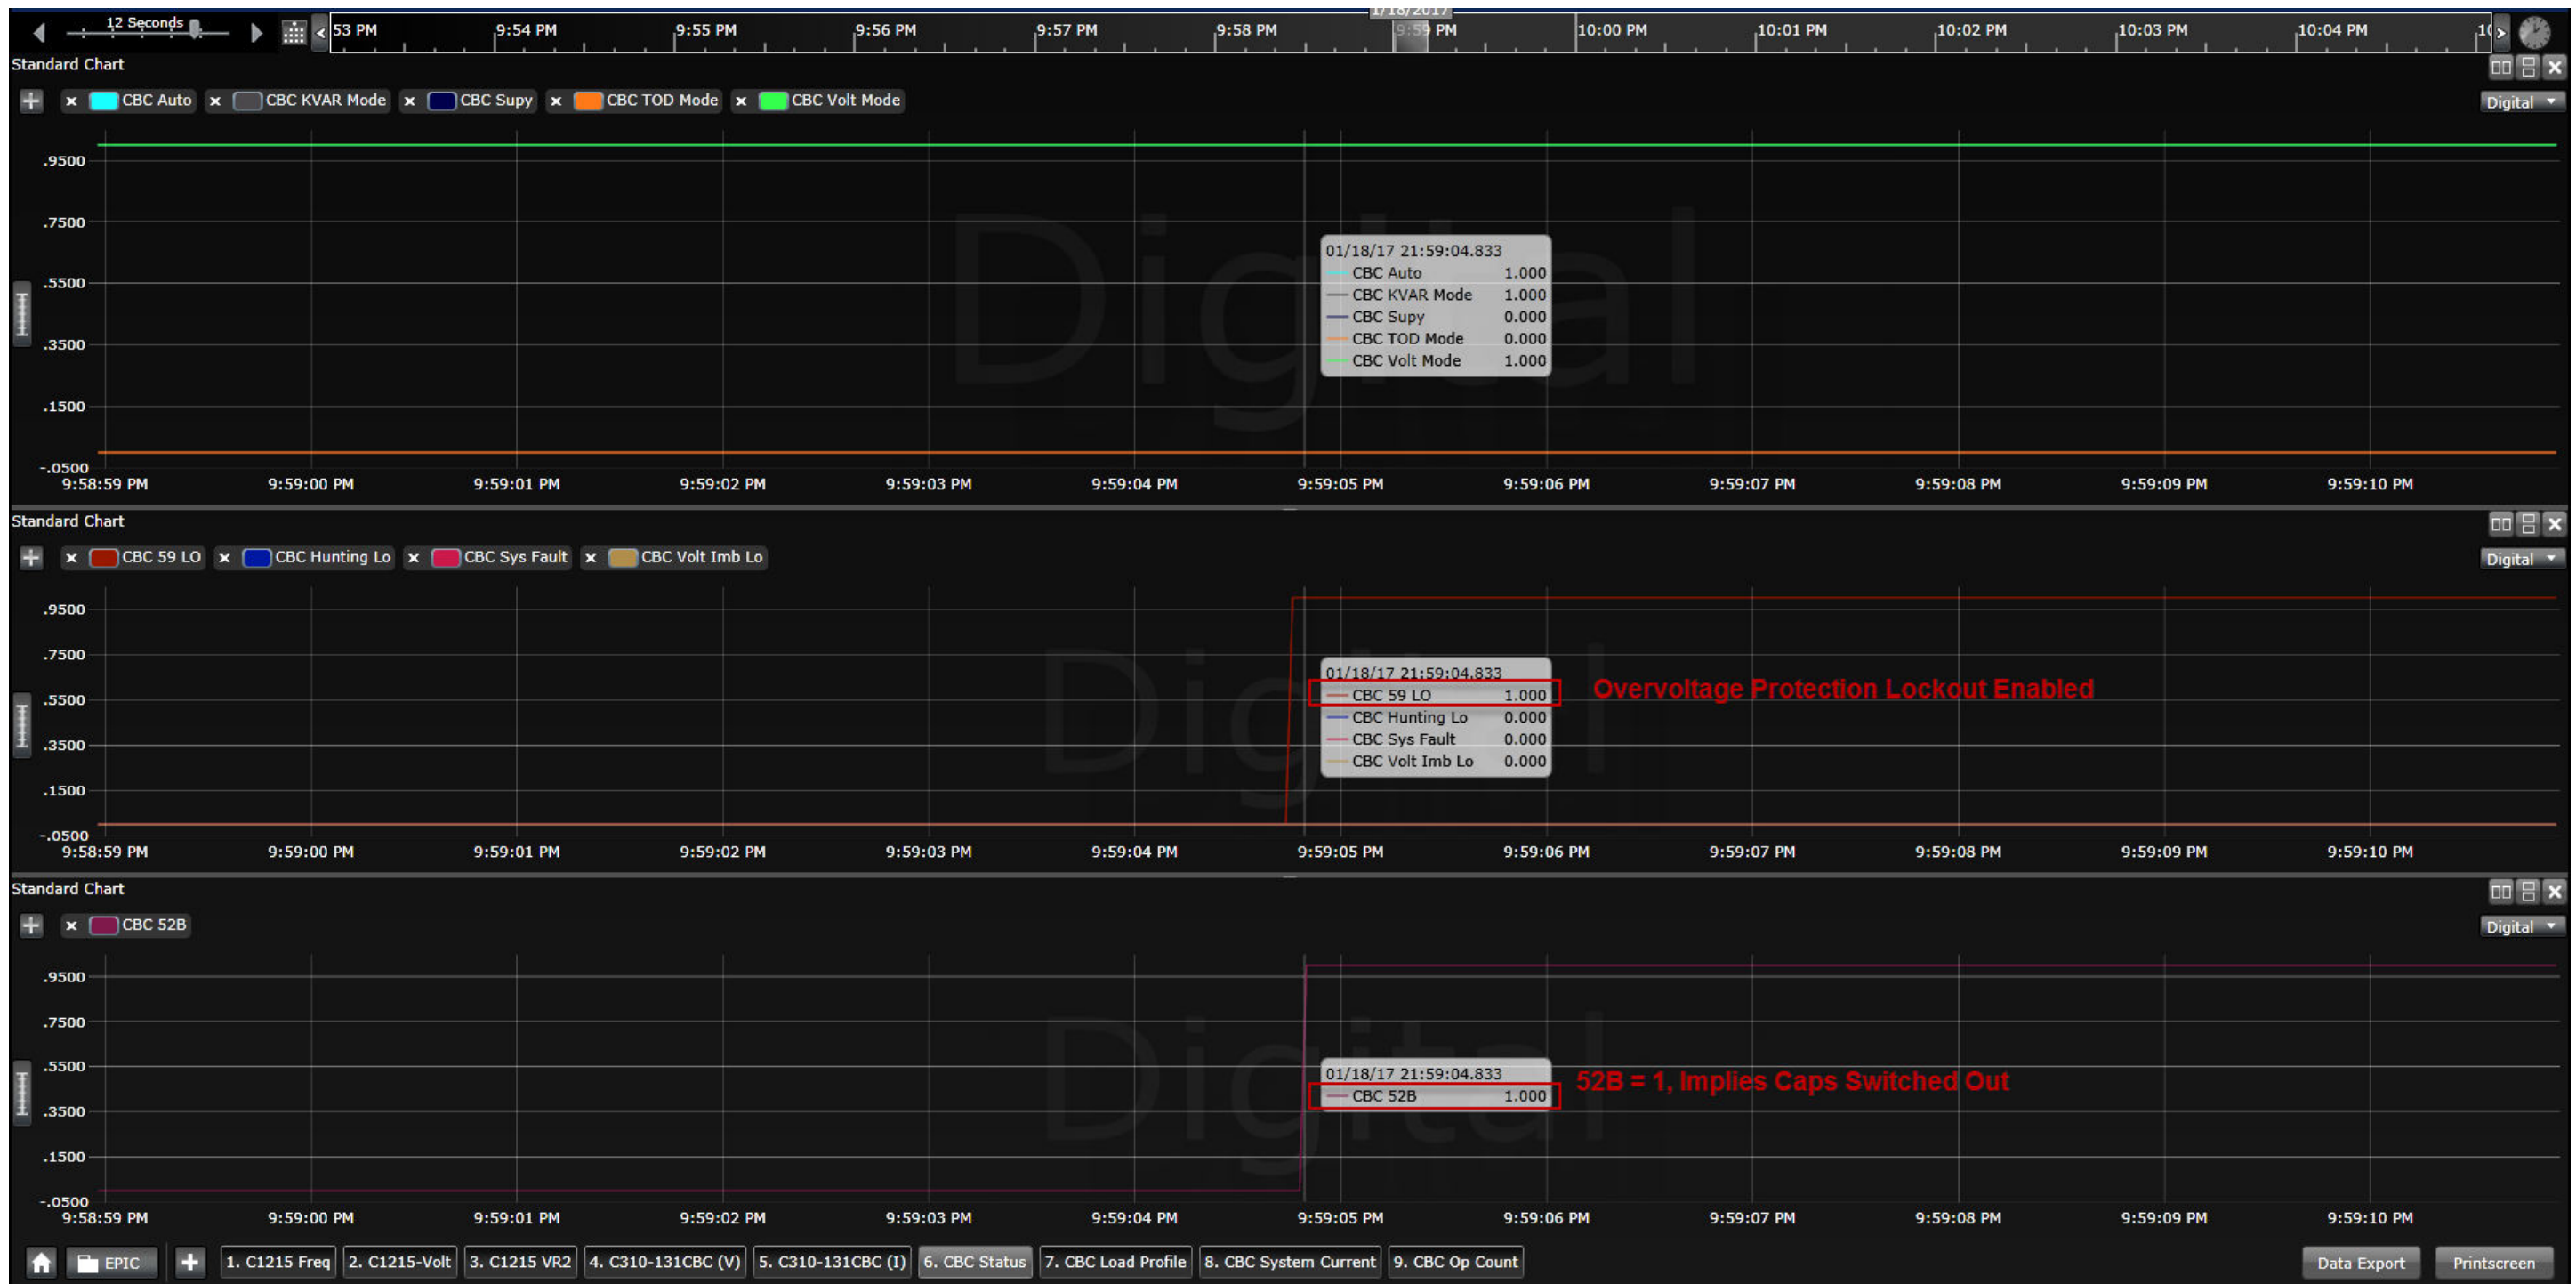 1/18/2017
12 Seconds
< 53 PM 9:54 PM 9:55 PM 9:56 PM 9:57 PM 9:58 PM 9:59 PM 10:00 PM 10:01 PM 10:02 PM 10:03 PM 10:04 PM 10 >
Standard Chart
CBC Auto CBC KVAR Mode CBC Supy CBC TOD Mode CBC Volt Mode
Digital
.9500
.7500
.5500
.3500
.1500
-.0500
Digital
01/18/17 21:59:04.833
CBC Auto 1.000
CBC KVAR Mode 1.000
CBC Supy 0.000
CBC TOD Mode 0.000
CBC Volt Mode 1.000
9:58:59 PM 9:59:00 PM 9:59:01 PM 9:59:02 PM 9:59:03 PM 9:59:04 PM 9:59:05 PM 9:59:06 PM 9:59:07 PM 9:59:08 PM 9:59:09 PM 9:59:10 PM
Standard Chart
CBC 59 LO CBC Hunting Lo CBC Sys Fault CBC Volt Imb Lo
Digital
.9500
.7500
.5500
.3500
.1500
-.0500
Digital
01/18/17 21:59:04.833
CBC 59 LO 1.000
CBC Hunting Lo 0.000
CBC Sys Fault 0.000
CBC Volt Imb Lo 0.000
Overvoltage Protection Lockout Enabled
9:58:59 PM 9:59:00 PM 9:59:01 PM 9:59:02 PM 9:59:03 PM 9:59:04 PM 9:59:05 PM 9:59:06 PM 9:59:07 PM 9:59:08 PM 9:59:09 PM 9:59:10 PM
Standard Chart
CBC 52B
Digital
.9500
.7500
.5500
.3500
.1500
-.0500
Digital
01/18/17 21:59:04.833
CBC 52B 1.000
52B = 1, Implies Caps Switched Out
9:58:59 PM 9:59:00 PM 9:59:01 PM 9:59:02 PM 9:59:03 PM 9:59:04 PM 9:59:05 PM 9:59:06 PM 9:59:07 PM 9:59:08 PM 9:59:09 PM 9:59:10 PM
EPIC 1. C1215 Freq 2. C1215-Volt 3. C1215 VR2 4. C310-131CBC (V) 5. C310-131CBC (I) 6. CBC Status 7. CBC Load Profile 8. CBC System Current 9. CBC Op Count Data Export Printscreen